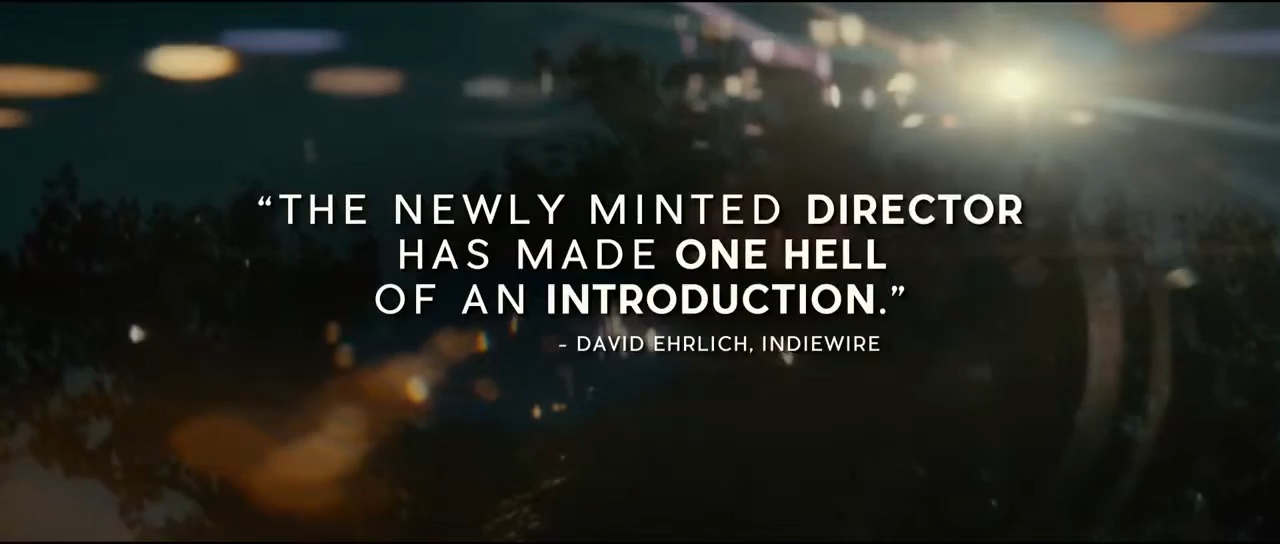 “THE NEWLY MINTED DIRECTOR
HAS MADE ONE HELL
OF AN INTRODUCTION.”
- DAVID EHRLICH, INDIEWIRE